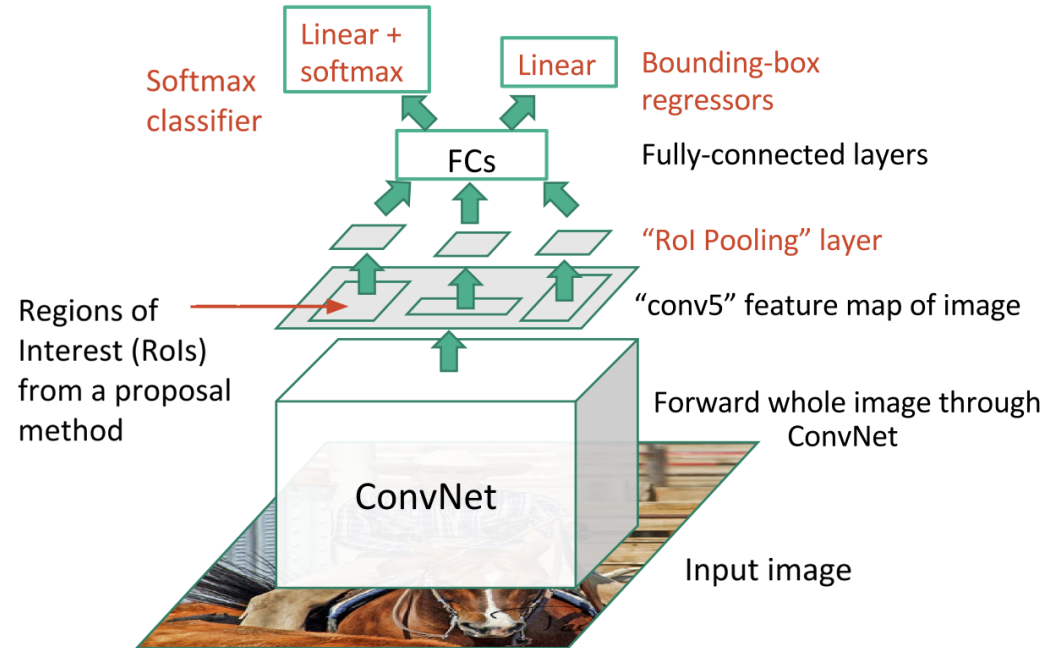 Linear +
softmax
Linear
Softmax
classifier
Bounding-box
regressors
FCs
Fully-connected layers
“RoI Pooling” layer
Regions of
Interest (RoIs)
from a proposal
method
“conv5” feature map of image
Forward whole image through
ConvNet
ConvNet
Input image